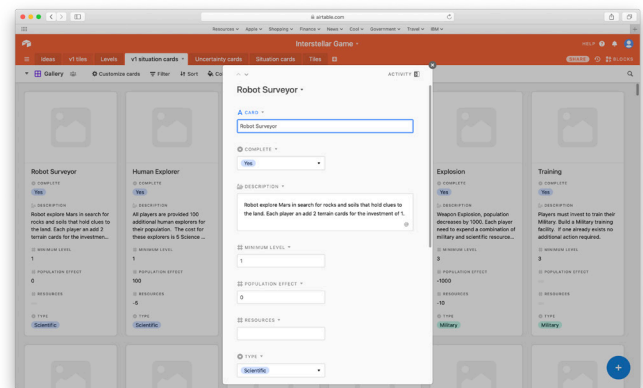 airtable.com
Resources Apple Shopping Finance News Cool Government Travel IBM
Interstellar Game
HELP
Ideas v1 tiles Levels v1 situation cards Uncertainty cards Situation cards Tiles
SHARE BLOCKS
Gallery Customize cards Filter Sort Co
ACTIVITY
Robot Surveyor
CARD
Robot Surveyor
COMPLETE
Yes
DESCRIPTION
Robot explore Mars in search for rocks and soils that hold clues to
the land. Each player an add 2 terrain cards for the investment of 1.
MINIMUM LEVEL
1
POPULATION EFFECT
0
RESOURCES
TYPE
Scientific
Robot Surveyor
COMPLETE
Yes
DESCRIPTION
Robot explore Mars in search for
rocks and soils that hold clues to
the land. Each player an add 2
terrain cards for the investmen...
MINIMUM LEVEL
1
POPULATION EFFECT
0
RESOURCES
TYPE
Scientific
Human Explorer
COMPLETE
Yes
DESCRIPTION
All players are provided 100
additional human explorers for
their population. The cost for
these explorers is 6 Science ...
MINIMUM LEVEL
1
POPULATION EFFECT
100
RESOURCES
-5
TYPE
Scientific
Explosion
COMPLETE
Yes
DESCRIPTION
Weapon Explosion, population
decreases by 1000. Each player
need to expend a combination of
military and scientific resource...
MINIMUM LEVEL
3
POPULATION EFFECT
-1000
RESOURCES
-10
TYPE
Military
Training
COMPLETE
Yes
DESCRIPTION
Players must invest to train their
Military. Build a Military training
facility. If one already exists no
additional action required.
MINIMUM LEVEL
3
POPULATION EFFECT
RESOURCES
TYPE
Military